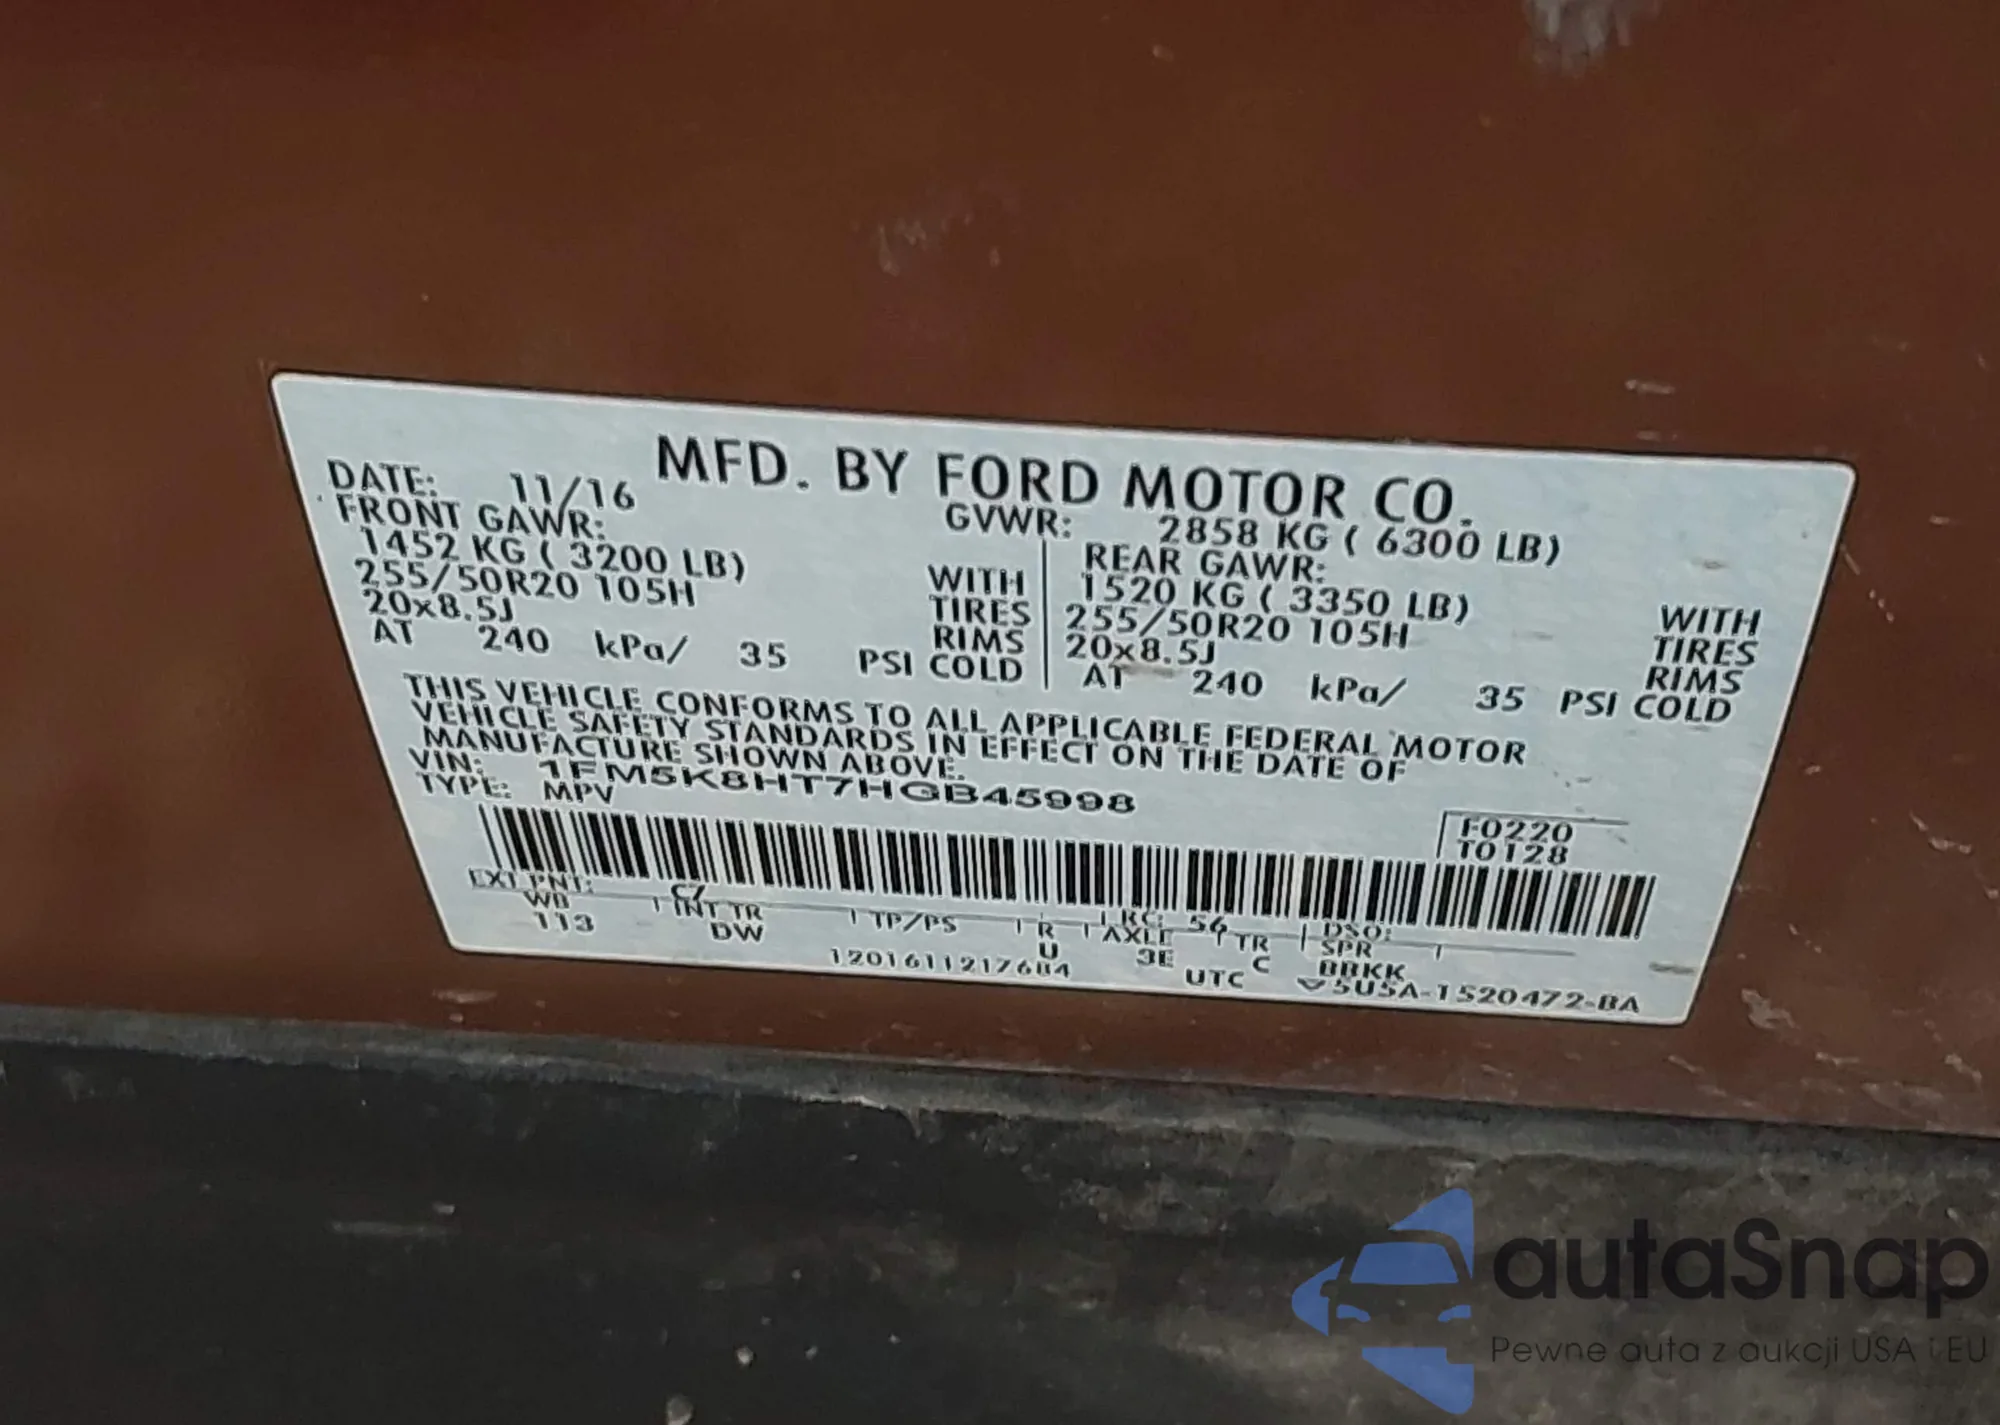 MFD. BY FORD MOTOR CO.
DATE: 11/16 GVWR: 2858 KG ( 6300 LB)
FRONT GAWR: REAR GAWR:
1452 KG ( 3200 LB) WITH 1520 KG ( 3350 LB) WITH
255/50R20 105H TIRES 255/50R20 105H TIRES
20x8.5J RIMS 20x8.5J RIMS
AT 240 kPa/ 35 PSI COLD AT 240 kPa/ 35 PSI COLD
THIS VEHICLE CONFORMS TO ALL APPLICABLE FEDERAL MOTOR
VEHICLE SAFETY STANDARDS IN EFFECT ON THE DATE OF
MANUFACTURE SHOWN ABOVE.
VIN: 1FM5K8HT7HGB45998
TYPE: MPV
F0220
T0128
EXT PNT: RC: 56 DSO:
WB INT TR TP/PS R AXLE TR SPR
113 DW U 3E C BBKK
1201611217684 UTC 5U5A-1520472-BA
autaSnap
Pewne auta z aukcji USA i EU